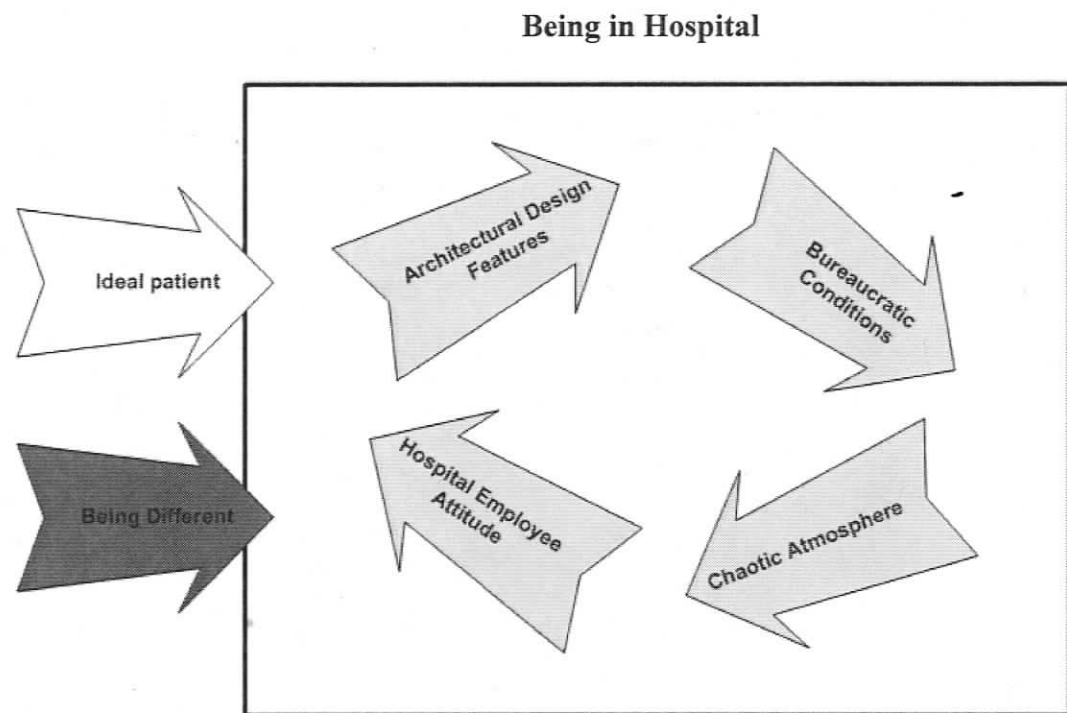 Being in Hospital
Ideal patient
Being Different
Architectural Design
Features
Bureaucratic
Conditions
Chaotic Atmosphere
Hospital Employee
Attitude